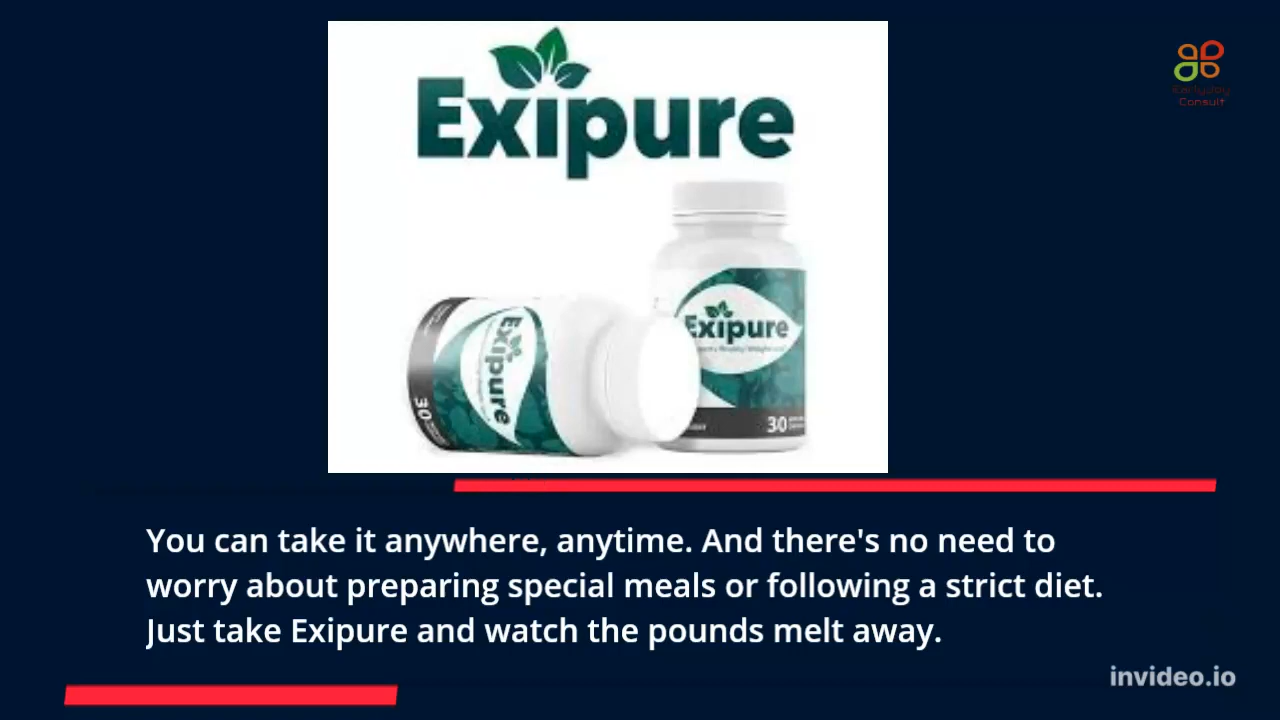 Exipure
Consult
Exipure
Exipure
30
30
You can take it anywhere, anytime. And there's no need to
worry about preparing special meals or following a strict diet.
Just take Exipure and watch the pounds melt away.
invideo.io